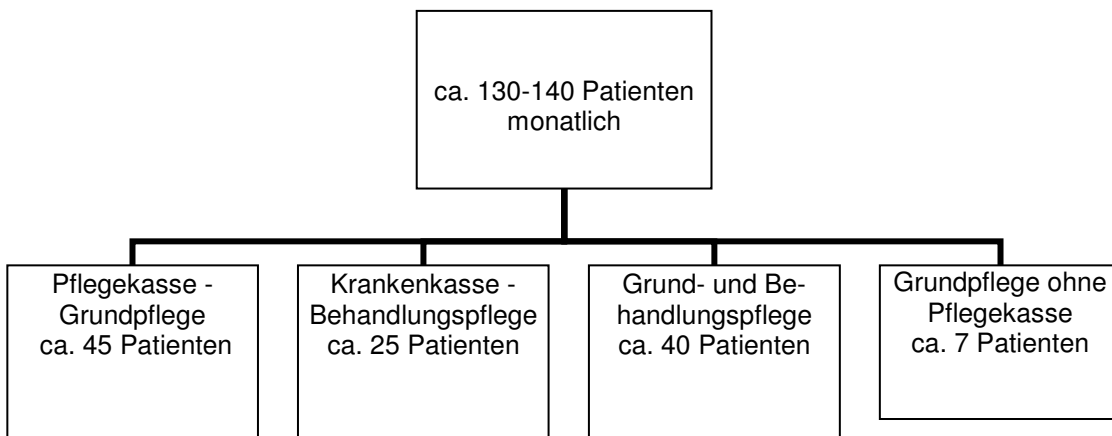 ca. 130-140 Patienten
monatlich
Pflegekasse -
Grundpflege
ca. 45 Patienten
Krankenkasse -
Behandlungspflege
ca. 25 Patienten
Grund- und Be-
handlungspflege
ca. 40 Patienten
Grundpflege ohne
Pflegekasse
ca. 7 Patienten